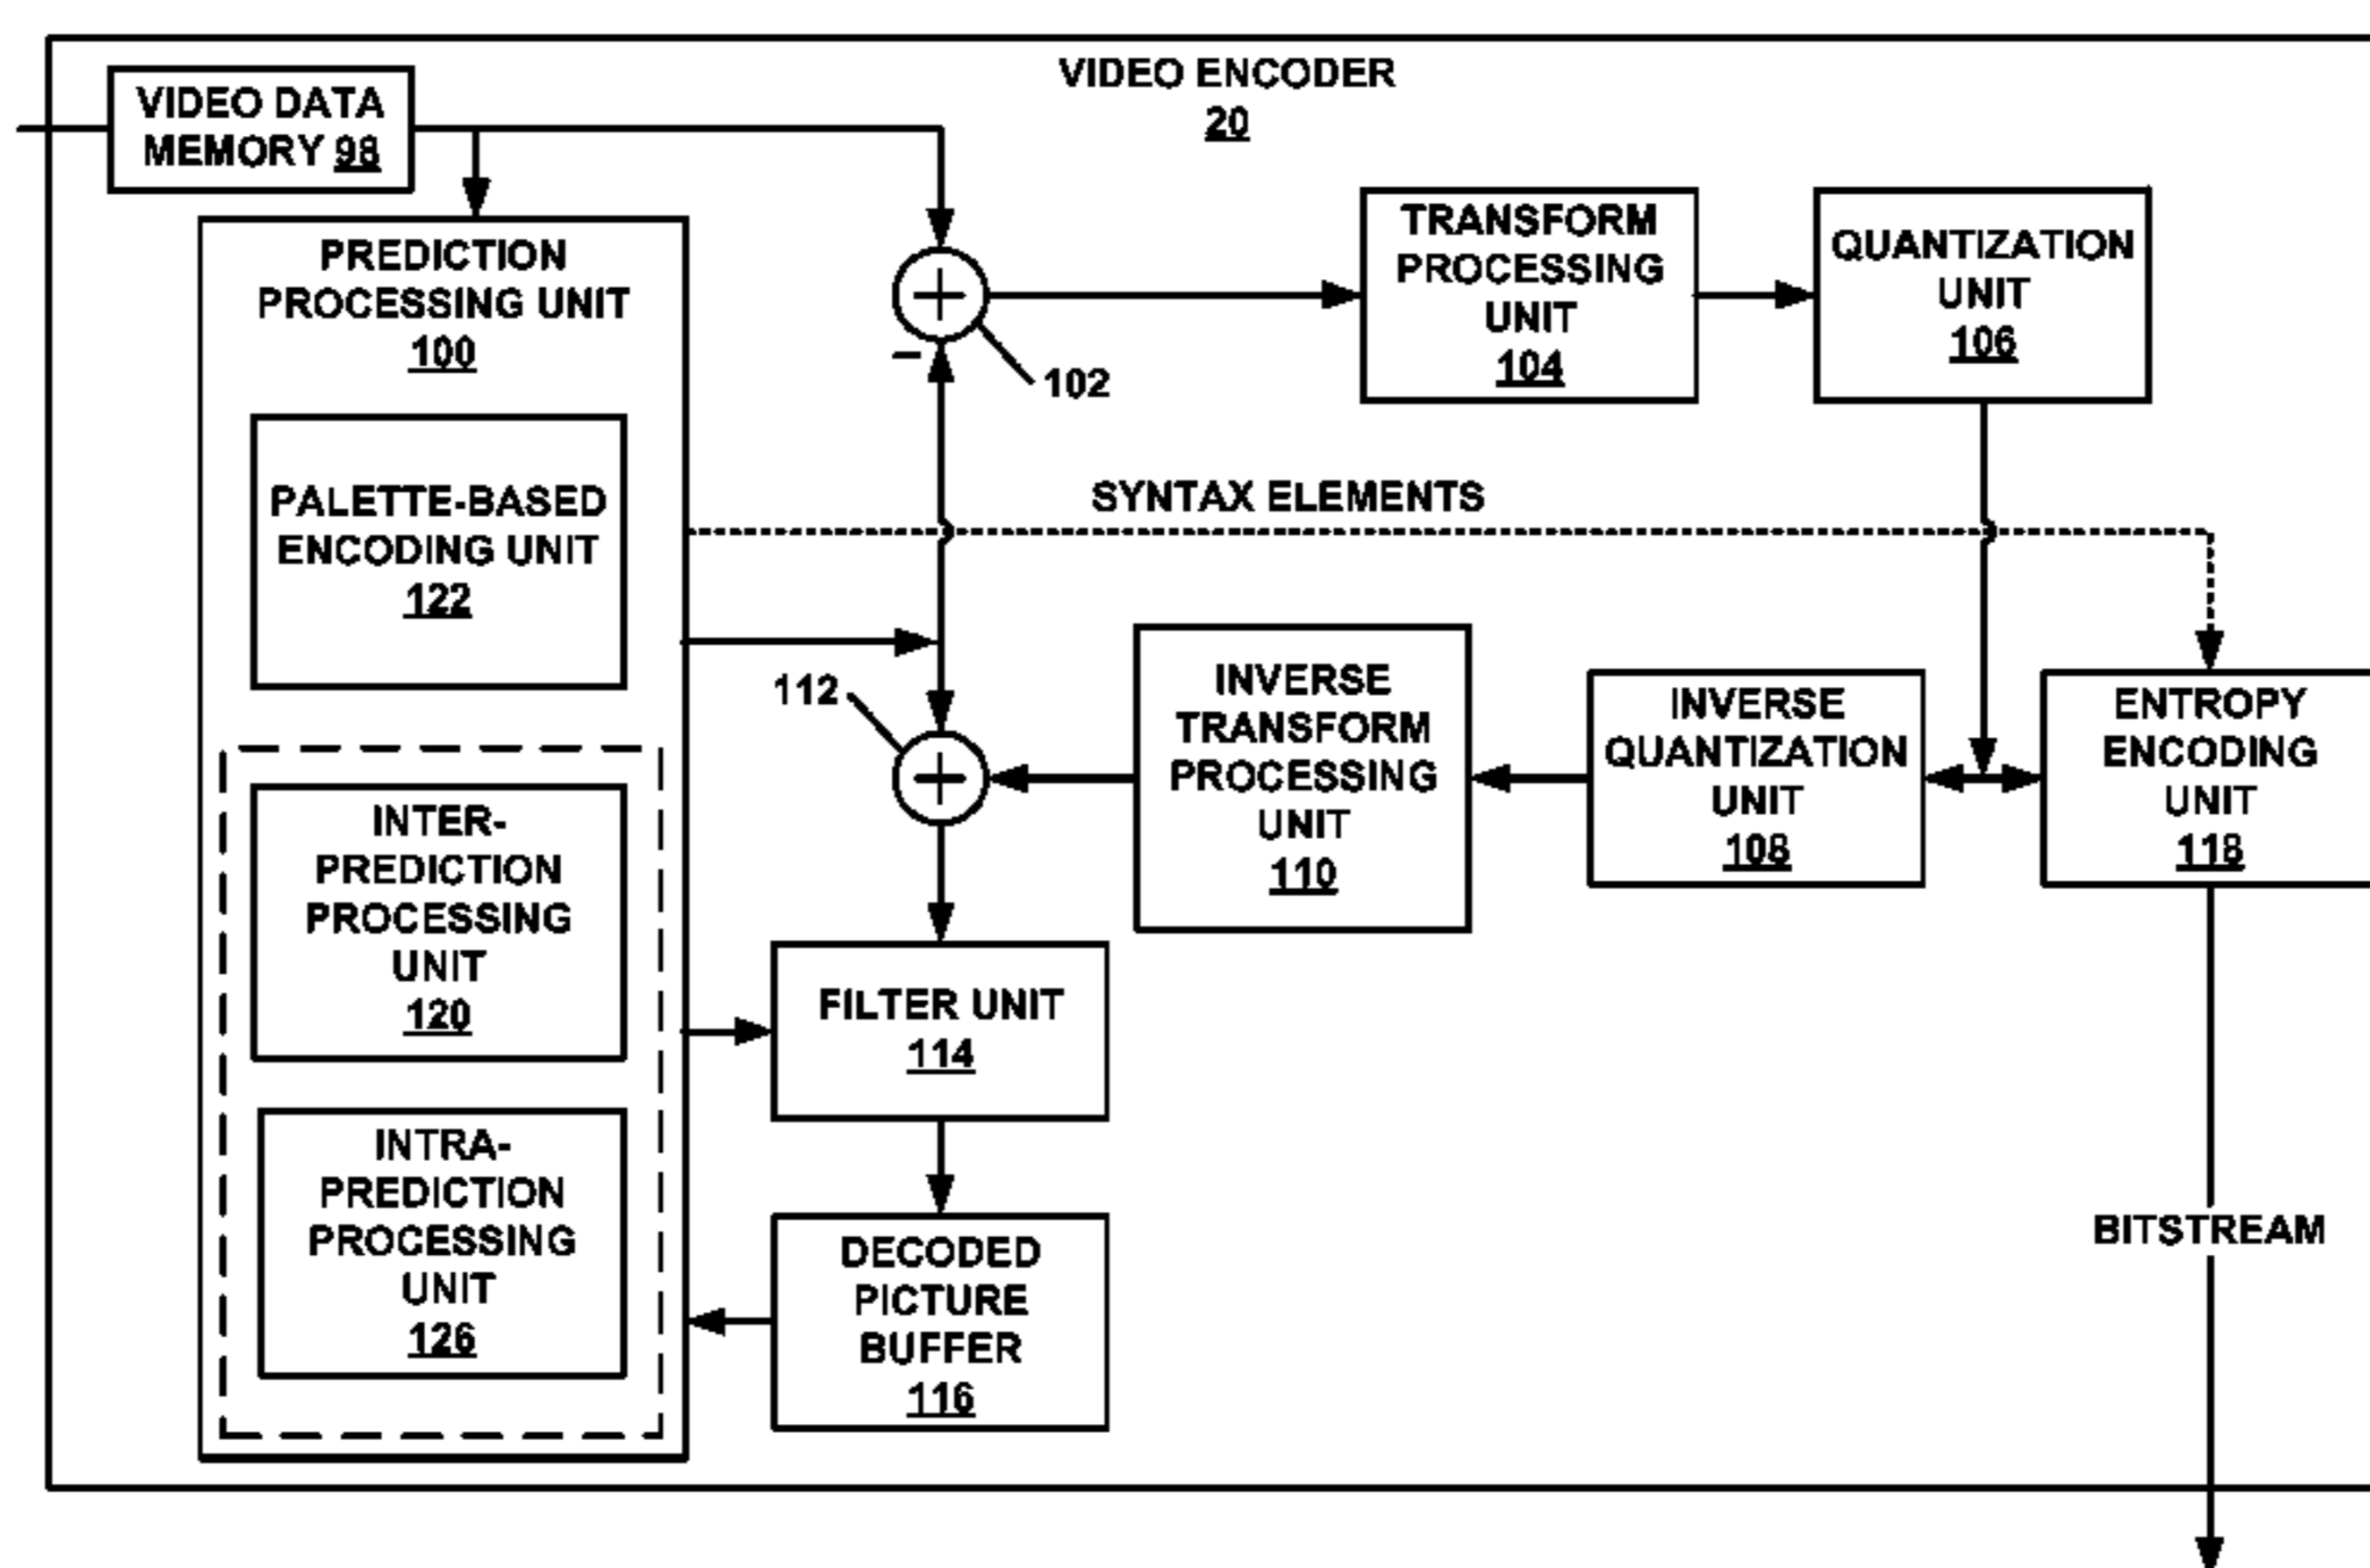 VIDEO ENCODER
20
VIDEO DATA
MEMORY 98
PREDICTION
PROCESSING UNIT
100
PALETTE-BASED
ENCODING UNIT
122
INTER-
PREDICTION
PROCESSING
UNIT
120
INTRA-
PREDICTION
PROCESSING
UNIT
126
102
TRANSFORM
PROCESSING
UNIT
104
QUANTIZATION
UNIT
106
SYNTAX ELEMENTS
112
INVERSE
TRANSFORM
PROCESSING
UNIT
110
INVERSE
QUANTIZATION
UNIT
108
ENTROPY
ENCODING
UNIT
118
FILTER UNIT
114
DECODED
PICTURE
BUFFER
116
BITSTREAM